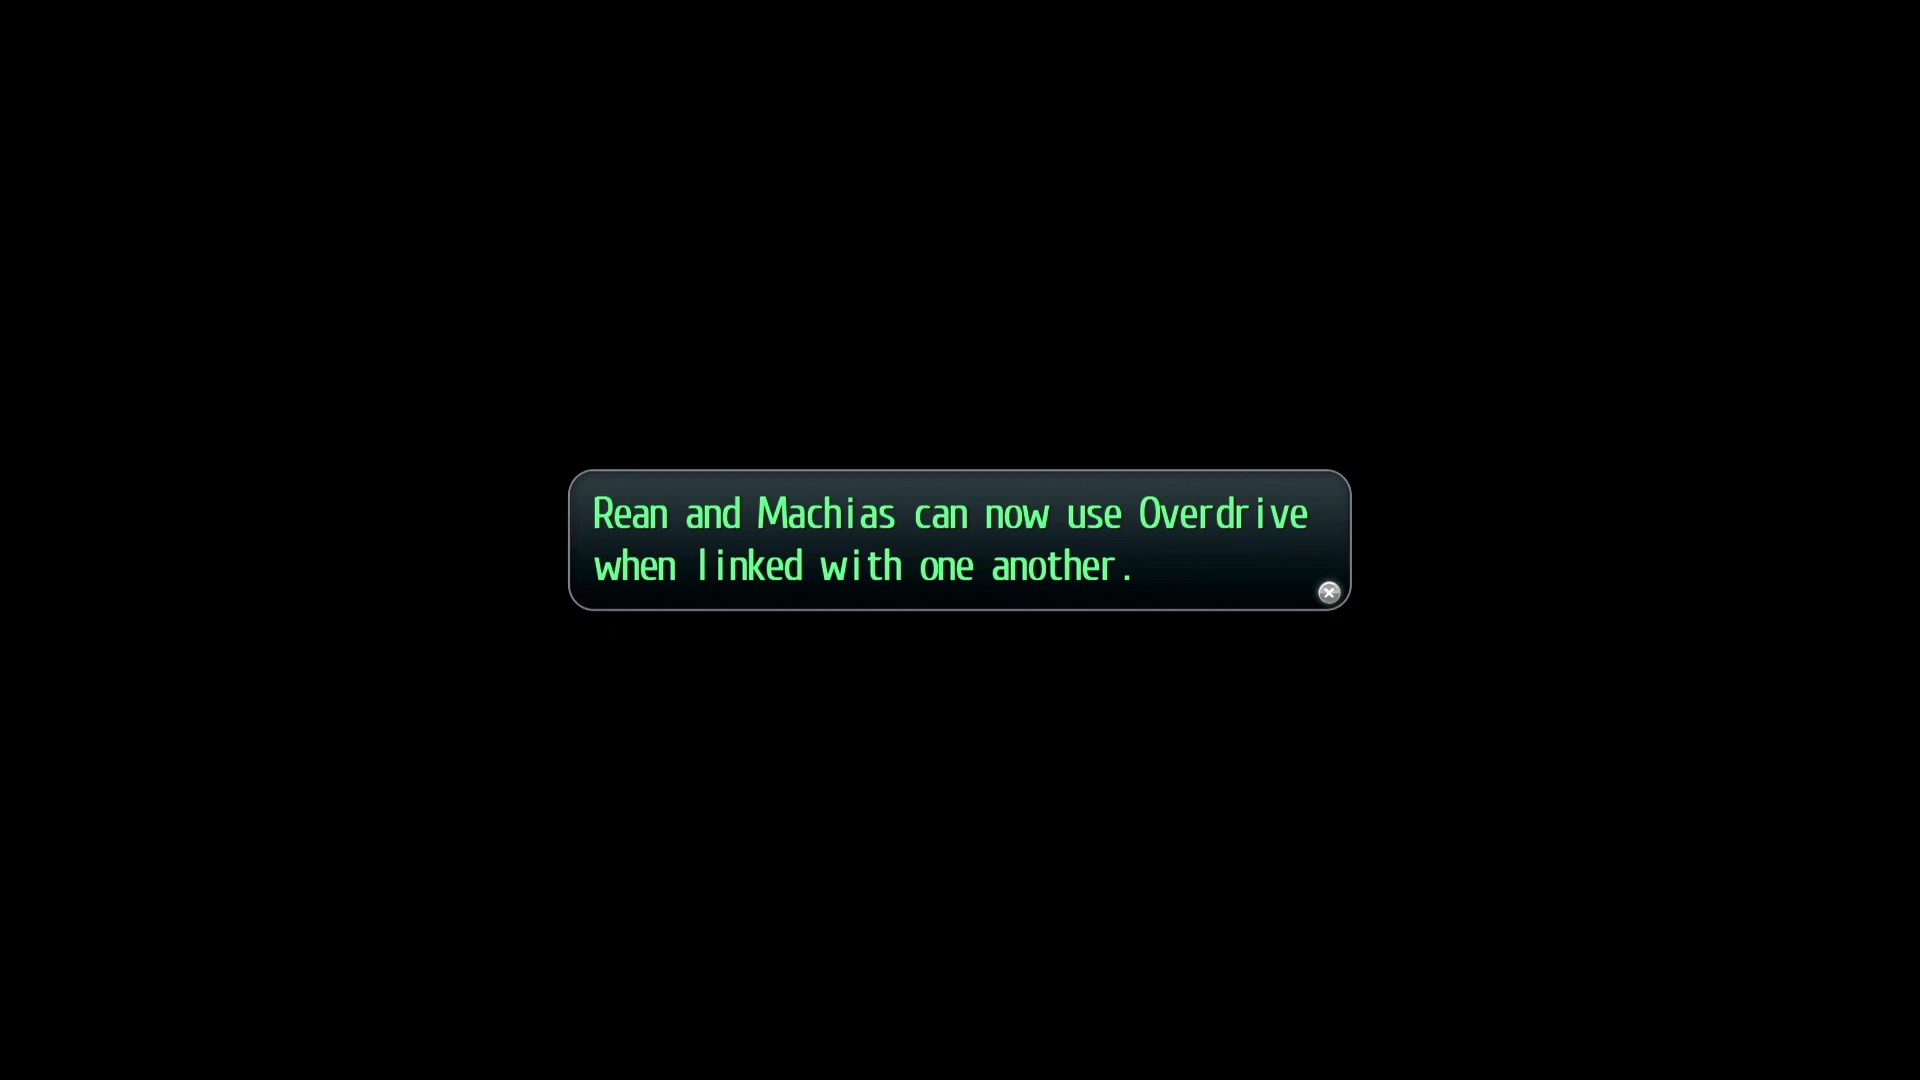 Rean and Machias can now use Overdrive
when linked with one another.